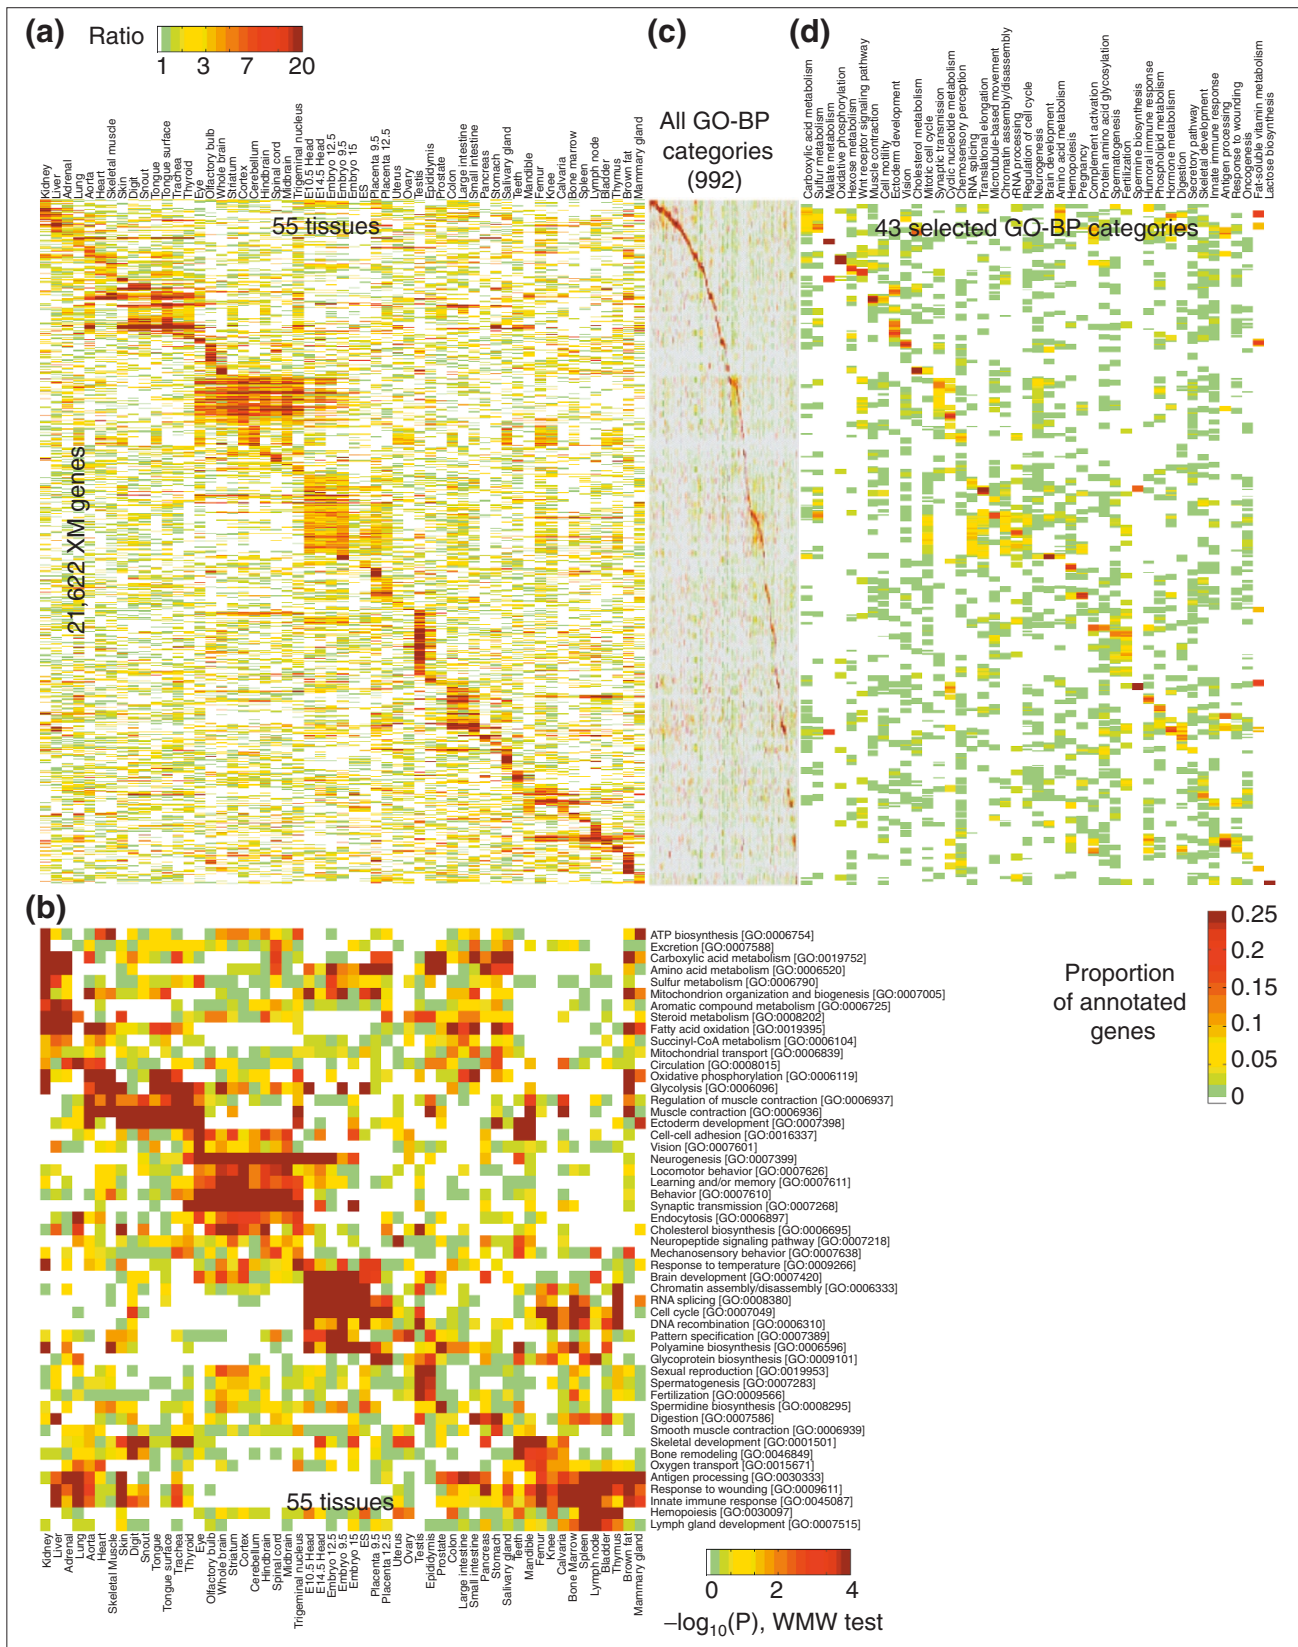 (a)
Ratio
1 3 7 20
Kidney
Liver
Adrenal
Lung
Aorta
Heart
Skeletal muscle
Skin
Digit
Snout
Tongue
Tongue surface
Trachea
Thyroid
Eye
Olfactory bulb
Whole brain
Striatum
Cortex
Cerebellum
Hindbrain
Spinal cord
Midbrain
Trigeminal nucleus
E10.5 Head
E14.5 Head
Embryo 12.5
Embryo 9.5
Embryo 15
ES
Placenta 9.5
Placenta 12.5
Uterus
Ovary
Testis
Epididymis
Prostate
Colon
Large intestine
Small intestine
Pancreas
Stomach
Salivary gland
Teeth
Mandible
Femur
Knee
Calvaria
Bone marrow
Spleen
Lymph node
Bladder
Thymus
Brown fat
Mammary gland
55 tissues
21,622 XM genes
(c)
All GO-BP
categories
(992)
(d)
Carboxylic acid metabolism
Sulfur metabolism
Malate metabolism
Oxidative phosphorylation
Hexose metabolism
Wnt receptor signaling pathway
Muscle contraction
Cell motility
Ectoderm development
Vision
Cholesterol metabolism
Mitotic cell cycle
Synaptic transmission
Cyclic nucleotide metabolism
Chemosensory perception
RNA splicing
Translational elongation
Microtubule-based movement
Chromatin assembly/disassembly
rRNA processing
Regulation of cell cycle
Neurogenesis
Brain development
Amino acid metabolism
Hemopoiesis
Pregnancy
Complement activation
Protein amino acid glycosylation
Spermatogenesis
Fertilization
Spermine biosynthesis
Humoral immune response
Phospholipid metabolism
Hormone metabolism
Digestion
Secretory pathway
Skeletal development
Innate immune response
Antigen processing
Response to wounding
Oncogenesis
Fat-soluble vitamin metabolism
Lactose biosynthesis
43 selected GO-BP categories
(b)
ATP biosynthesis [GO:0006754]
Excretion [GO:0007588]
Carboxylic acid metabolism [GO:0019752]
Amino acid metabolism [GO:0006520]
Sulfur metabolism [GO:0006790]
Mitochondrion organization and biogenesis [GO:0007005]
Aromatic compound metabolism [GO:0006725]
Steroid metabolism [GO:0008202]
Fatty acid oxidation [GO:0019395]
Succinyl-CoA metabolism [GO:0006104]
Mitochondrial transport [GO:0006839]
Circulation [GO:0008015]
Oxidative phosphorylation [GO:0006119]
Glycolysis [GO:0006096]
Regulation of muscle contraction [GO:0006937]
Muscle contraction [GO:0006936]
Ectoderm development [GO:0007398]
Cell-cell adhesion [GO:0016337]
Vision [GO:0007601]
Neurogenesis [GO:0007399]
Locomotor behavior [GO:0007626]
Learning and/or memory [GO:0007611]
Behavior [GO:0007610]
Synaptic transmission [GO:0007268]
Endocytosis [GO:0006897]
Cholesterol biosynthesis [GO:0006695]
Neuropeptide signaling pathway [GO:0007218]
Mechanosensory behavior [GO:0007638]
Response to temperature [GO:0009266]
Brain development [GO:0007420]
Chromatin assembly/disassembly [GO:0006333]
RNA splicing [GO:0008380]
Cell cycle [GO:0007049]
DNA recombination [GO:0006310]
Pattern specification [GO:0007389]
Polyamine biosynthesis [GO:0006596]
Glycoprotein biosynthesis [GO:0009101]
Sexual reproduction [GO:0019953]
Spermatogenesis [GO:0007283]
Fertilization [GO:0009566]
Spermidine biosynthesis [GO:0008295]
Digestion [GO:0007586]
Smooth muscle contraction [GO:0006939]
Skeletal development [GO:0001501]
Bone remodeling [GO:0046849]
Oxygen transport [GO:0015671]
Antigen processing [GO:0030333]
Response to wounding [GO:0009611]
Innate immune response [GO:0045087]
Hemopoiesis [GO:0030097]
Lymph gland development [GO:0007515]
55 tissues
Kidney
Liver
Adrenal
Lung
Aorta
Heart
Skeletal Muscle
Skin
Digit
Snout
Tongue
Tongue surface
Trachea
Thyroid
Eye
Olfactory bulb
Whole brain
Striatum
Cortex
Cerebellum
Hindbrain
Spinal cord
Midbrain
Trigeminal nucleus
E10.5 Head
E14.5 Head
Embryo 12.5
Embryo 9.5
Embryo 15
ES
Placenta 9.5
Placenta 12.5
Uterus
Ovary
Testis
Epididymis
Prostate
Colon
Large intestine
Small intestine
Pancreas
Stomach
Salivary gland
Teeth
Mandible
Femur
Knee
Calvaria
Bone Marrow
Spleen
Lymph node
Bladder
Thymus
Brown fat
Mammary gland
Proportion
of annotated
genes
0.25
0.2
0.15
0.1
0.05
0
0 2 4
–log10(P), WMW test